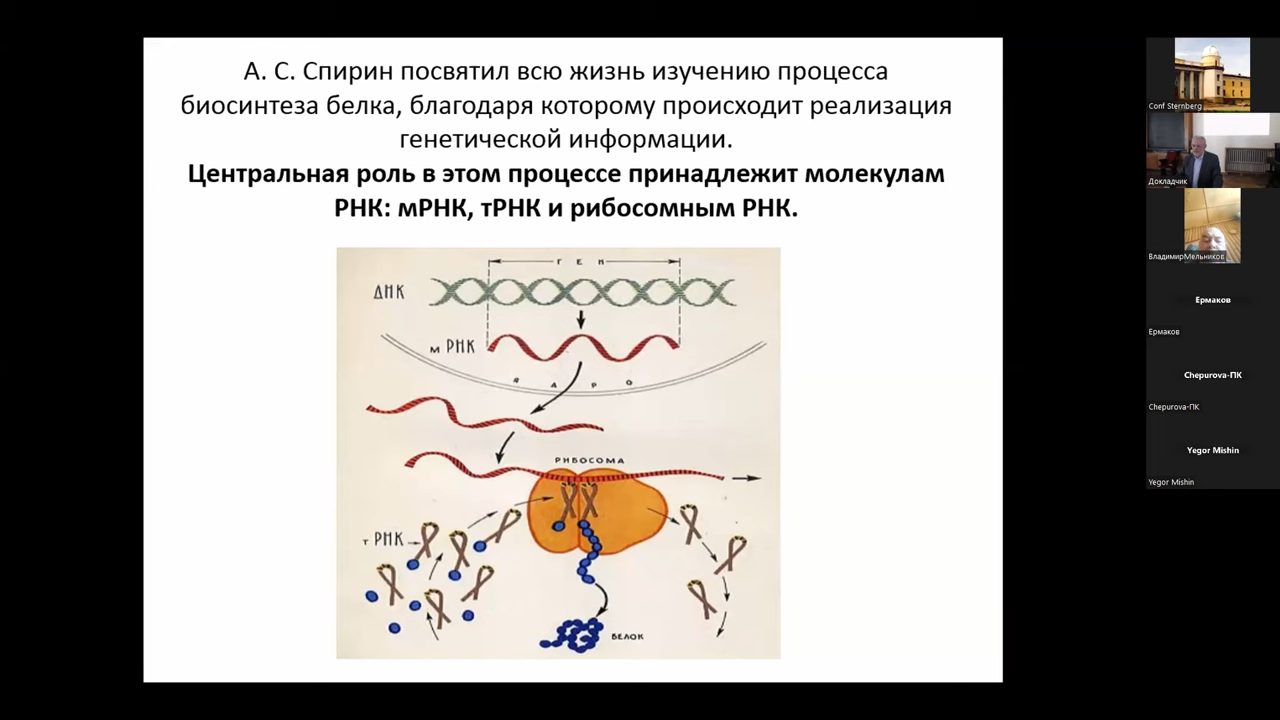 А. С. Спирин посвятил всю жизнь изучению процесса
биосинтеза белка, благодаря которому происходит реализация
генетической информации.
Центральная роль в этом процессе принадлежит молекулам
РНК: мРНК, тРНК и рибосомным РНК.
ГЕН
ДНК
м РНК
ЯДРО
РИБОСОМА
т РНК
БЕЛОК
Conf Sternberg
Докладчик
ВладимирМельников
Ермаков
Ермаков
Chepurova-ПК
Chepurova-ПК
Yegor Mishin
Yegor Mishin